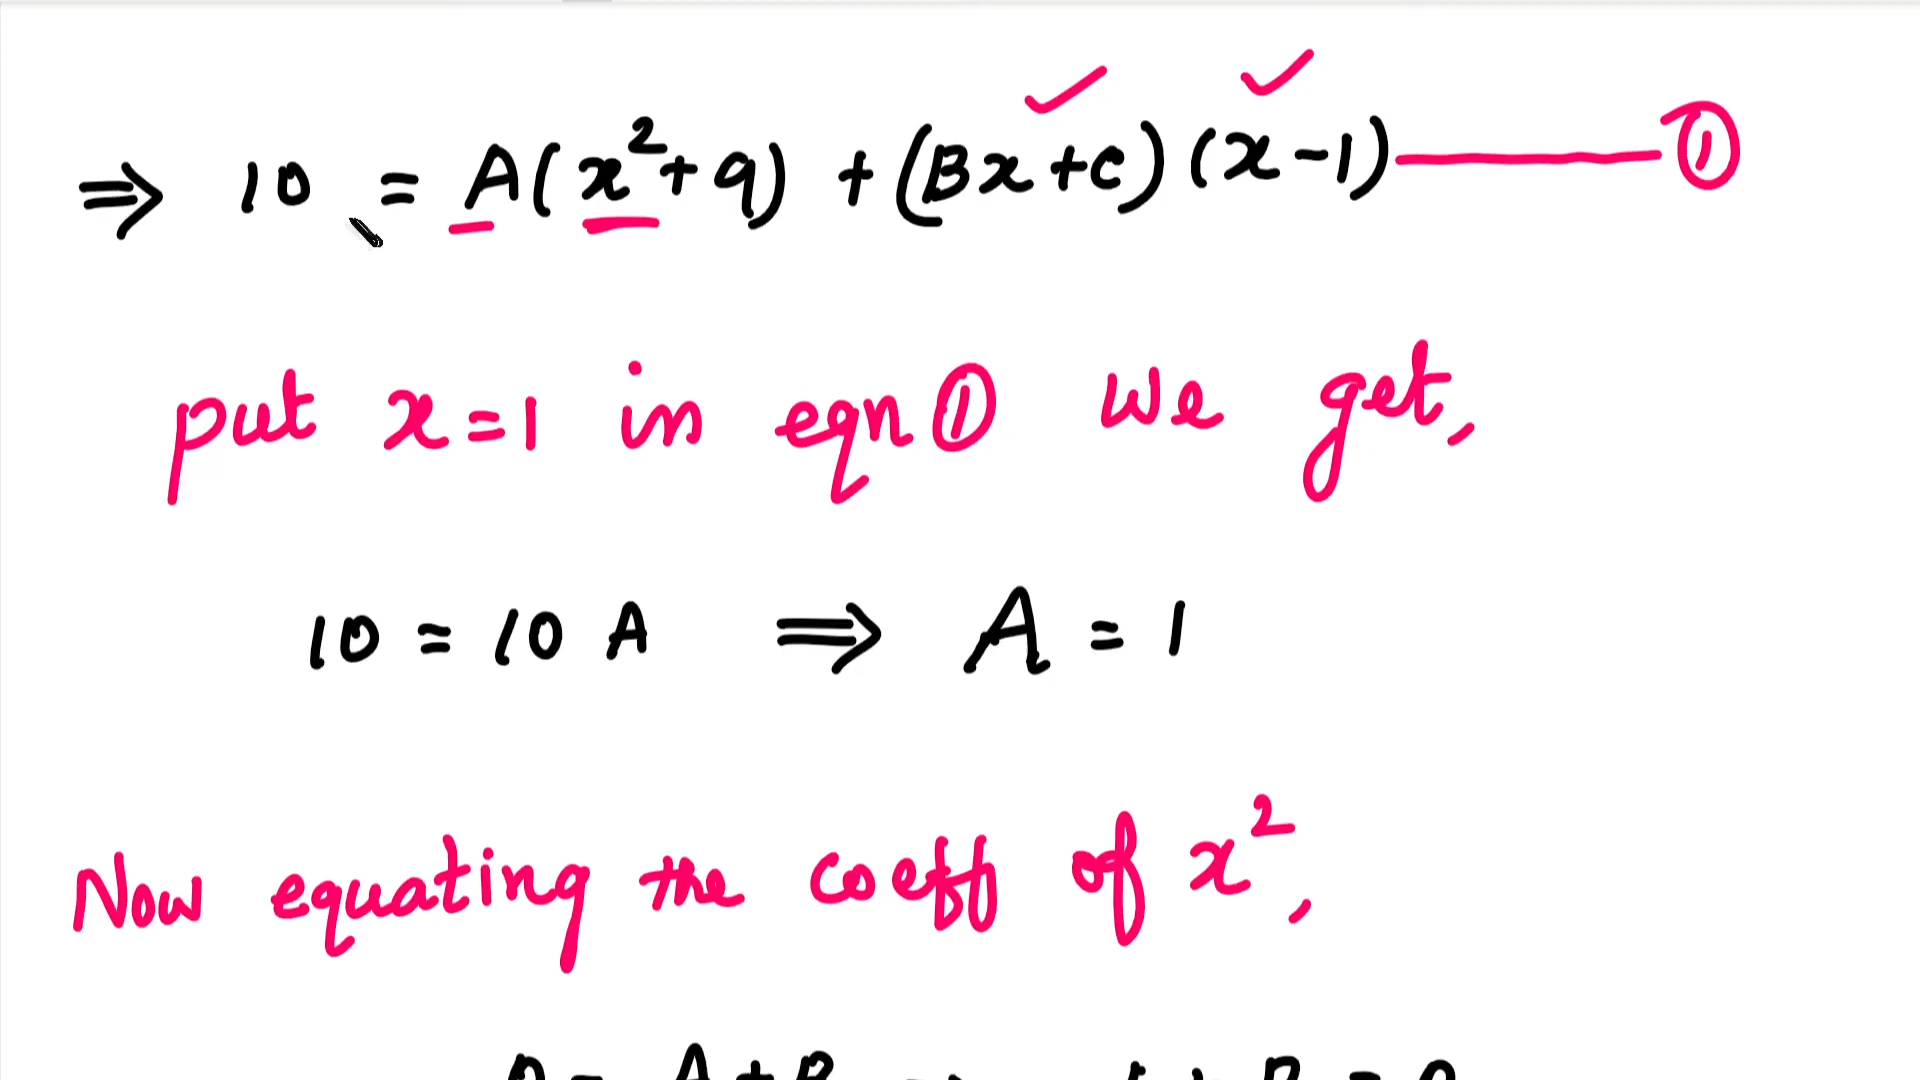 ⇒ 10 = A(x²+9) + (Bx+C)(x-1) ——— ①
put x=1 in eqn ① we get,
10 = 10 A ⇒ A = 1
Now equating the coeff of x²,